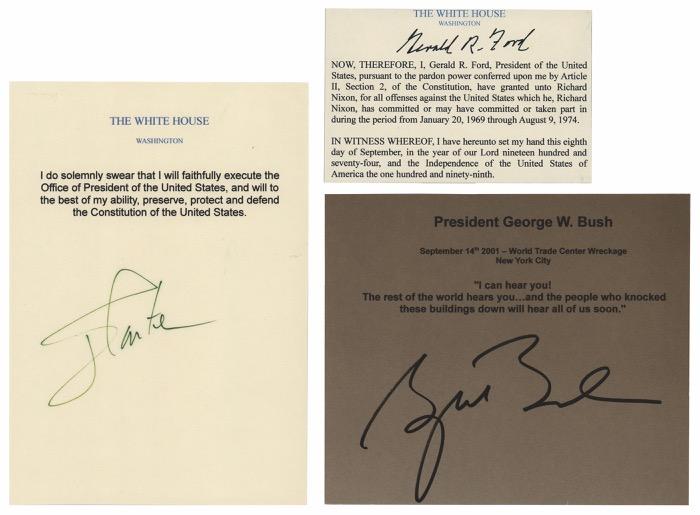 THE WHITE HOUSE
WASHINGTON
I do solemnly swear that I will faithfully execute the
Office of President of the United States, and will to
the best of my ability, preserve, protect and defend
the Constitution of the United States.
J Carter
THE WHITE HOUSE
WASHINGTON
Gerald R. Ford
NOW, THEREFORE, I, Gerald R. Ford, President of the United
States, pursuant to the pardon power conferred upon me by Article
II, Section 2, of the Constitution, have granted unto Richard
Nixon, for all offenses against the United States which he, Richard
Nixon, has committed or may have committed or taken part in
during the period from January 20, 1969 through August 9, 1974.
IN WITNESS WHEREOF, I have hereunto set my hand this eighth
day of September, in the year of our Lord nineteen hundred and
seventy-four, and the Independence of the United States of
America the one hundred and ninety-ninth.
President George W. Bush
September 14th 2001 – World Trade Center Wreckage
New York City
"I can hear you!
The rest of the world hears you...and the people who knocked
these buildings down will hear all of us soon."